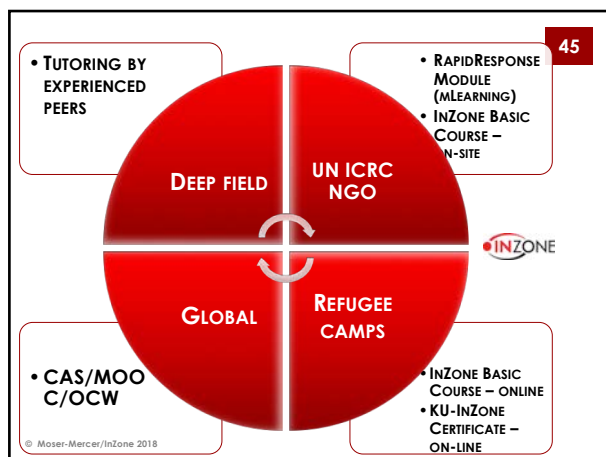 45
• TUTORING BY
EXPERIENCED
PEERS
• RAPIDRESPONSE
MODULE
(MLEARNING)
• INZONE BASIC
COURSE –
N-SITE
DEEP FIELD
UN ICRC
NGO
INZONE
GLOBAL
REFUGEE
CAMPS
• CAS/MOO
C/OCW
• INZONE BASIC
COURSE – ONLINE
• KU-INZONE
CERTIFICATE –
ON-LINE
© Moser-Mercer/InZone 2018